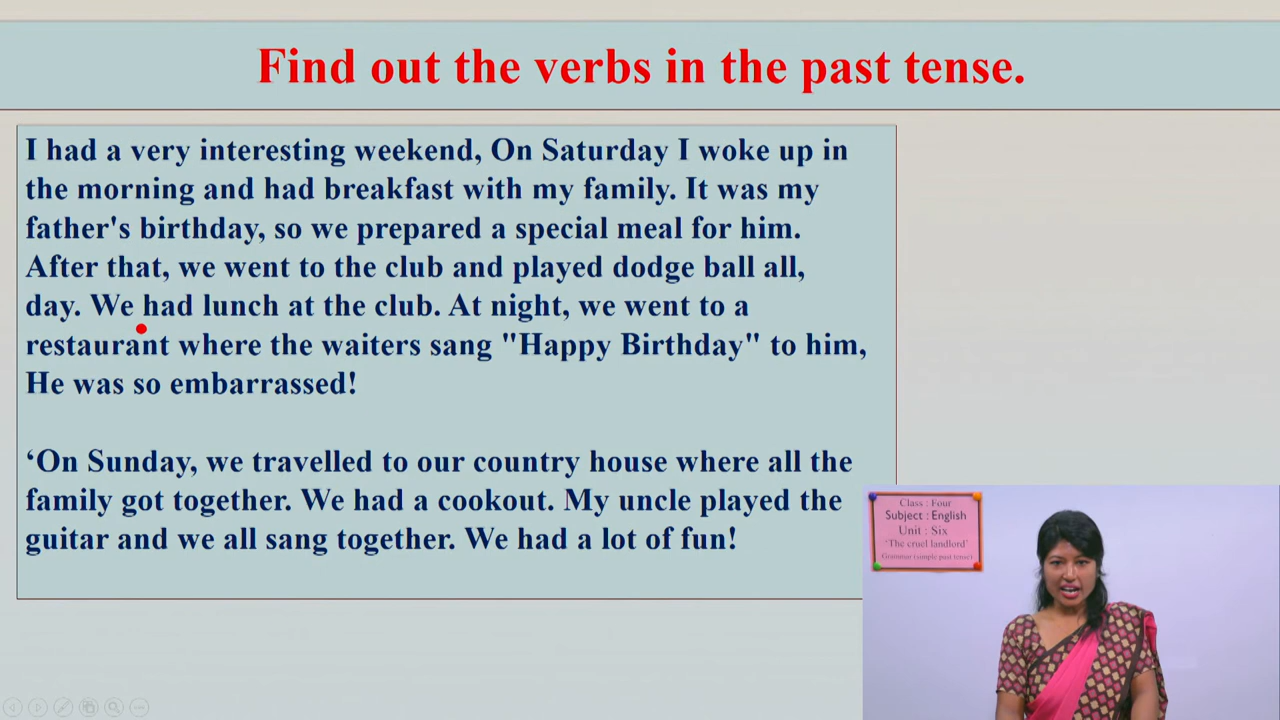 Find out the verbs in the past tense.
I had a very interesting weekend, On Saturday I woke up in
the morning and had breakfast with my family. It was my
father's birthday, so we prepared a special meal for him.
After that, we went to the club and played dodge ball all,
day. We had lunch at the club. At night, we went to a
restaurant where the waiters sang "Happy Birthday" to him,
He was so embarrassed!
‘On Sunday, we travelled to our country house where all the
family got together. We had a cookout. My uncle played the
guitar and we all sang together. We had a lot of fun!
Class : Four
Subject : English
Unit : Six
‘The cruel landlord’
Grammar (simple past tense)